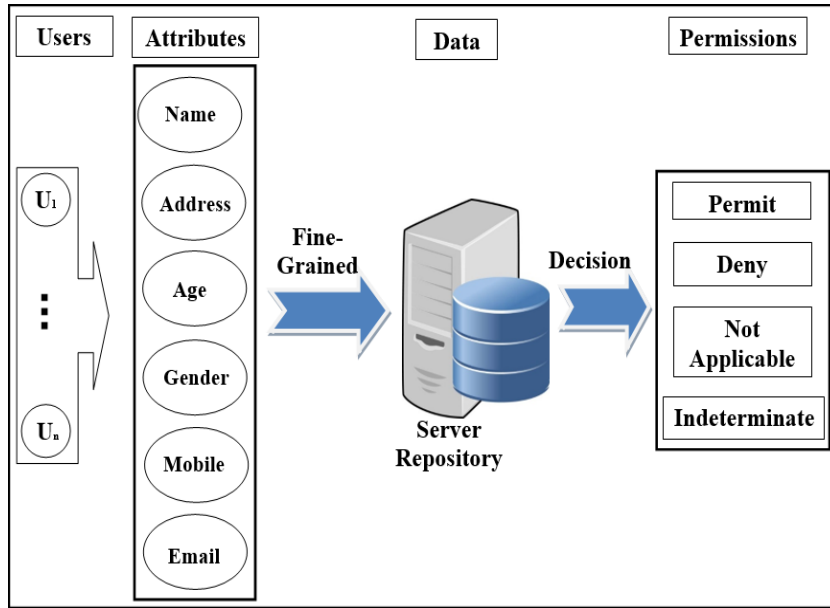 Users
Attributes
Data
Permissions
U₁
Uₙ
Name
Address
Age
Gender
Mobile
Email
Fine-
Grained
Server
Repository
Decision
Permit
Deny
Not
Applicable
Indeterminate